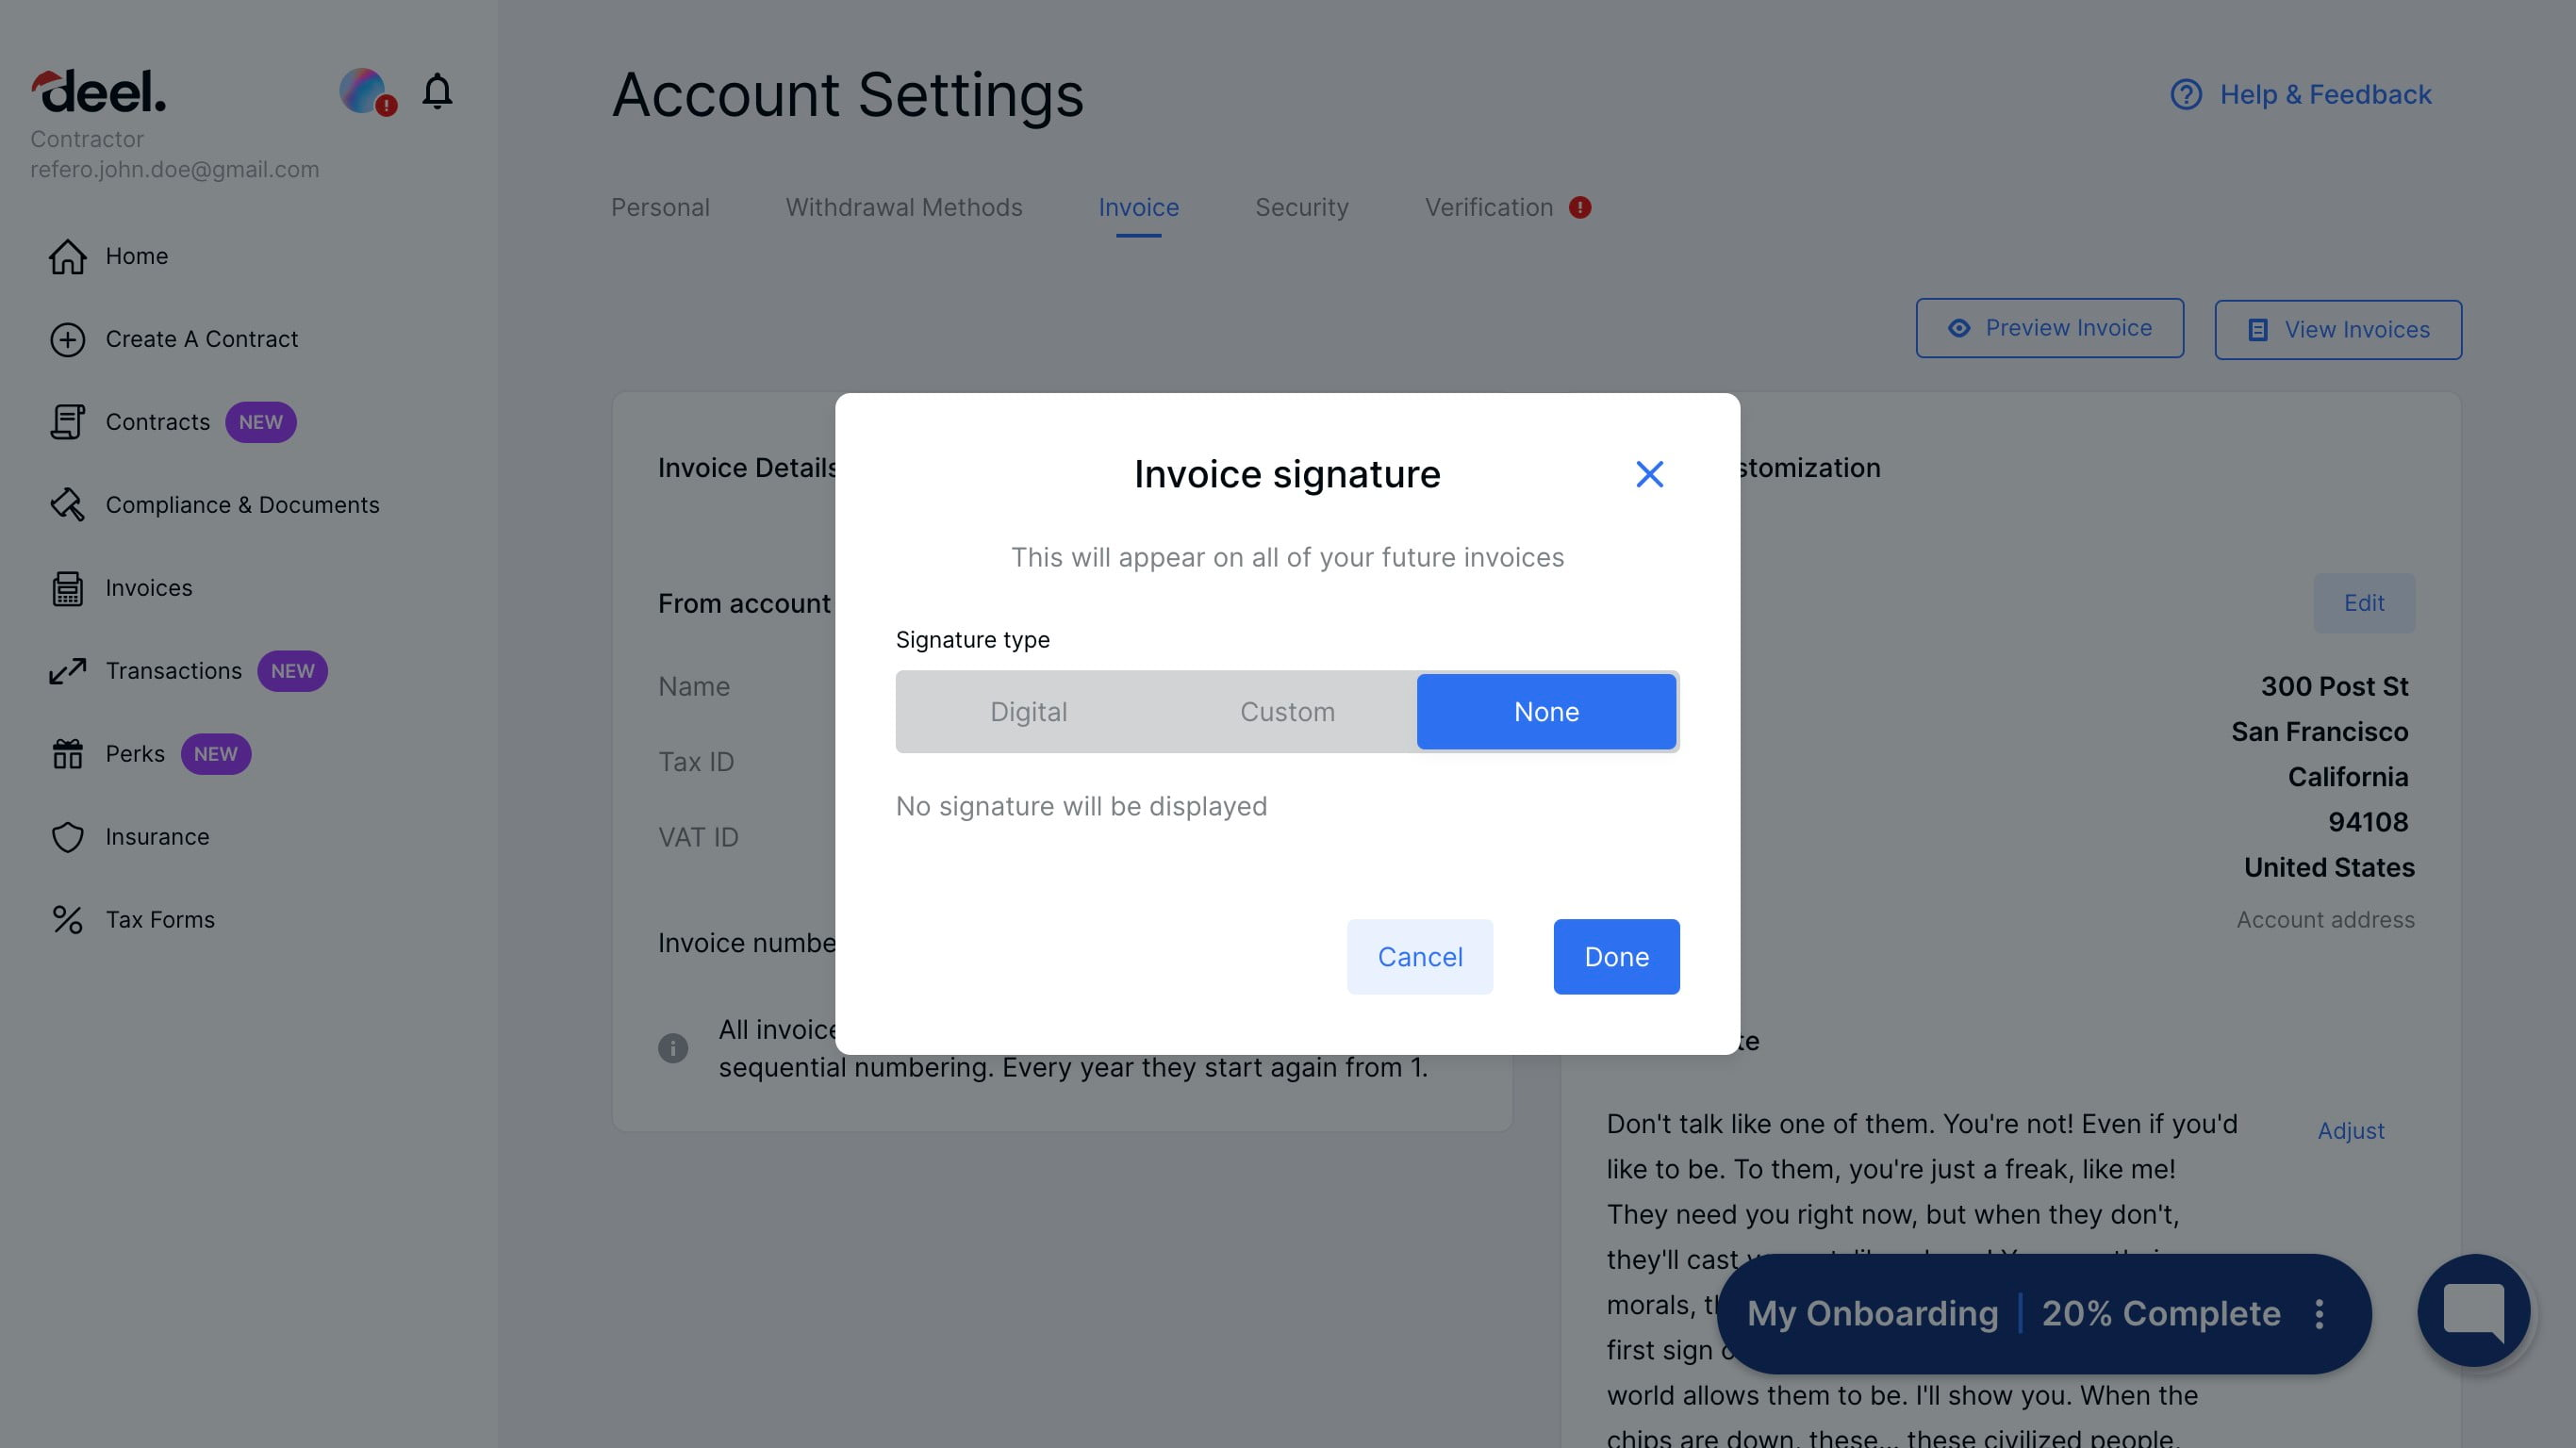 deel.
Contractor
refero.john.doe@gmail.com
Home
Create A Contract
Contracts NEW
Compliance & Documents
Invoices
Transactions NEW
Perks NEW
Insurance
Tax Forms
Account Settings
Help & Feedback
Personal Withdrawal Methods Invoice Security Verification
Preview Invoice View Invoices
Invoice Details
From account
Name
Tax ID
VAT ID
Invoice numbe
All invoice
sequential numbering. Every year they start again from 1.
Invoice signature
This will appear on all of your future invoices
Signature type
Digital Custom None
No signature will be displayed
Cancel Done
stomization
Edit
300 Post St
San Francisco
California
94108
United States
Account address
te
Don't talk like one of them. You're not! Even if you'd
like to be. To them, you're just a freak, like me!
They need you right now, but when they don't,
they'll cast
morals,
first sign
world allows them to be. I'll show you. When the
chips are down, these... these civilized people,
Adjust
My Onboarding 20% Complete